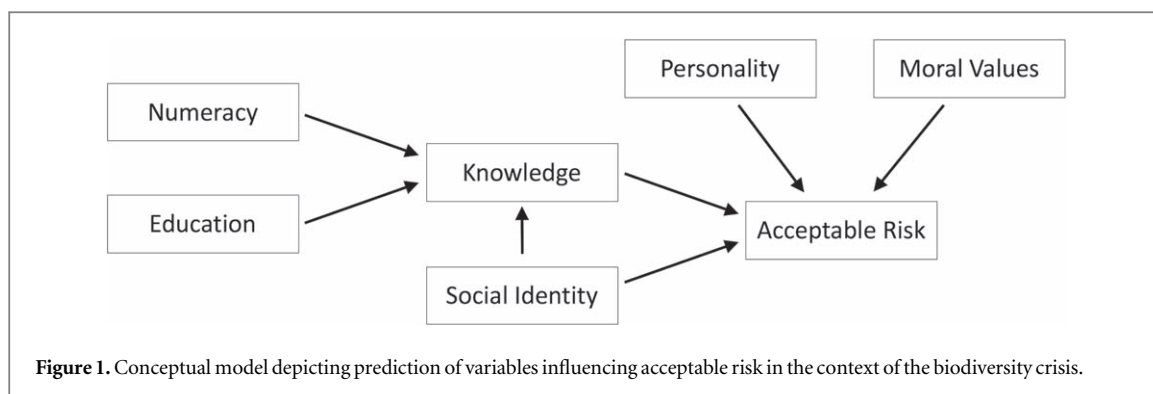 Personality
Moral Values
Numeracy
Knowledge
Education
Acceptable Risk
Social Identity
Figure 1. Conceptual model depicting prediction of variables influencing acceptable risk in the context of the biodiversity crisis.